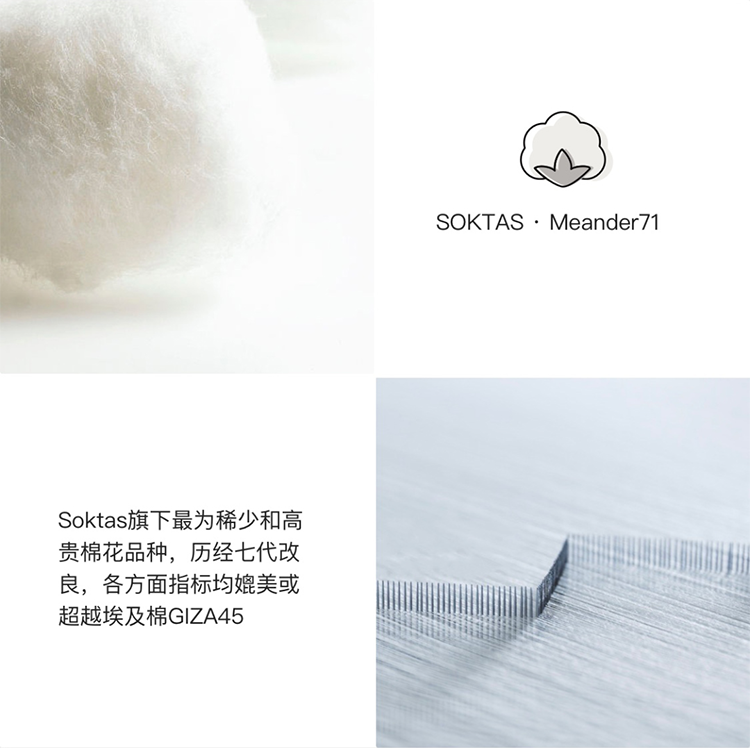 SOKTAS · Meander71
Soktas旗下最为稀少和高
贵棉花品种，历经七代改
良，各方面指标均媲美或
超越埃及棉GIZA45